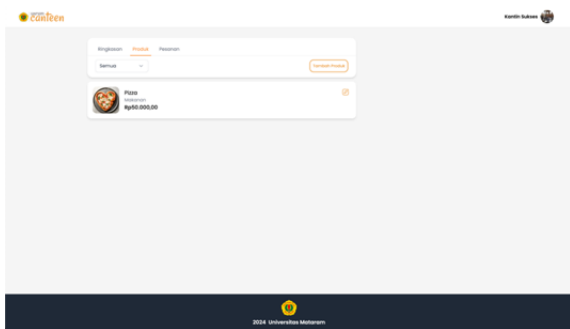 canteen
Kantin Sukses
Ringkasan Produk Pesanan
Semua
Tambah Produk
Pizza
Makanan
Rp50.000,00
2024 Universitas Mataram